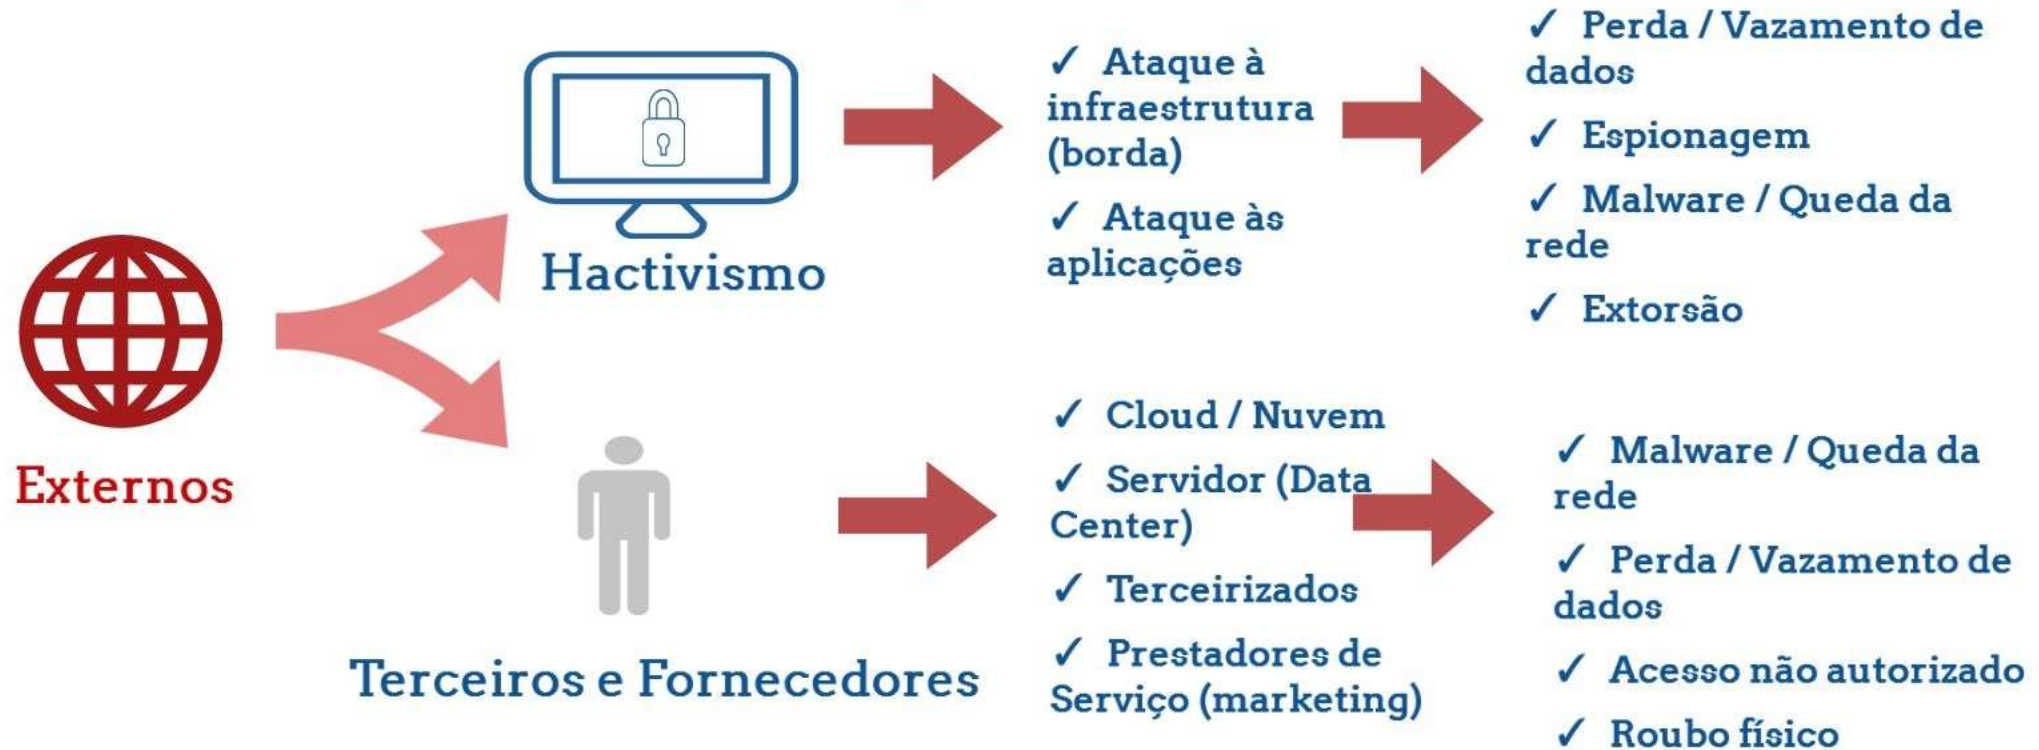 Externos
Hactivismo
✓ Ataque à
infraestrutura
(borda)
✓ Ataque às
aplicações
✓ Perda / Vazamento de
dados
✓ Espionagem
✓ Malware / Queda da
rede
✓ Extorsão
Terceiros e Fornecedores
✓ Cloud / Nuvem
✓ Servidor (Data
Center)
✓ Terceirizados
✓ Prestadores de
Serviço (marketing)
✓ Malware / Queda da
rede
✓ Perda / Vazamento de
dados
✓ Acesso não autorizado
✓ Roubo físico